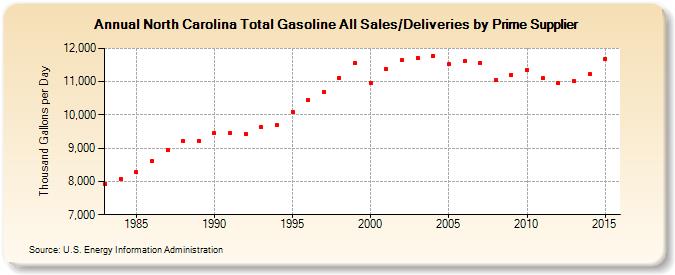 Annual North Carolina Total Gasoline All Sales/Deliveries by Prime Supplier
Thousand Gallons per Day
12,000
11,000
10,000
9,000
8,000
7,000
1985 1990 1995 2000 2005 2010 2015
Source: U.S. Energy Information Administration